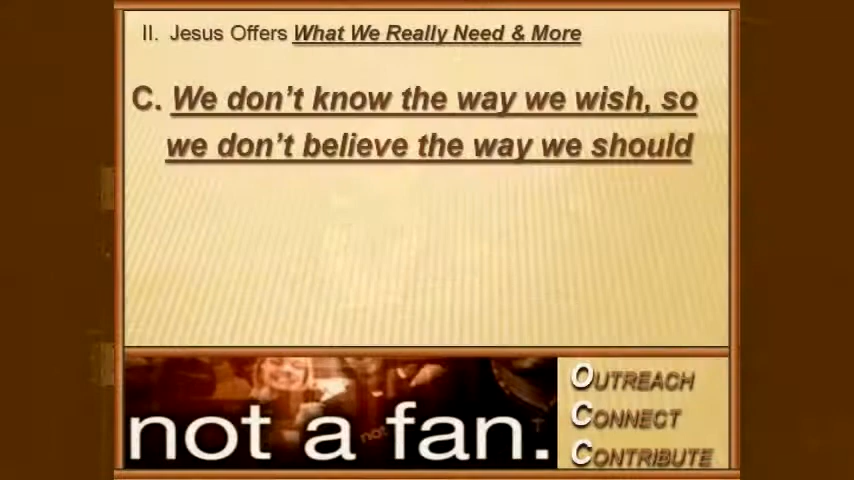 II. Jesus Offers What We Really Need & More
C. We don't know the way we wish, so
we don't believe the way we should
not a fan.
not
OUTREACH
CONNECT
CONTRIBUTE